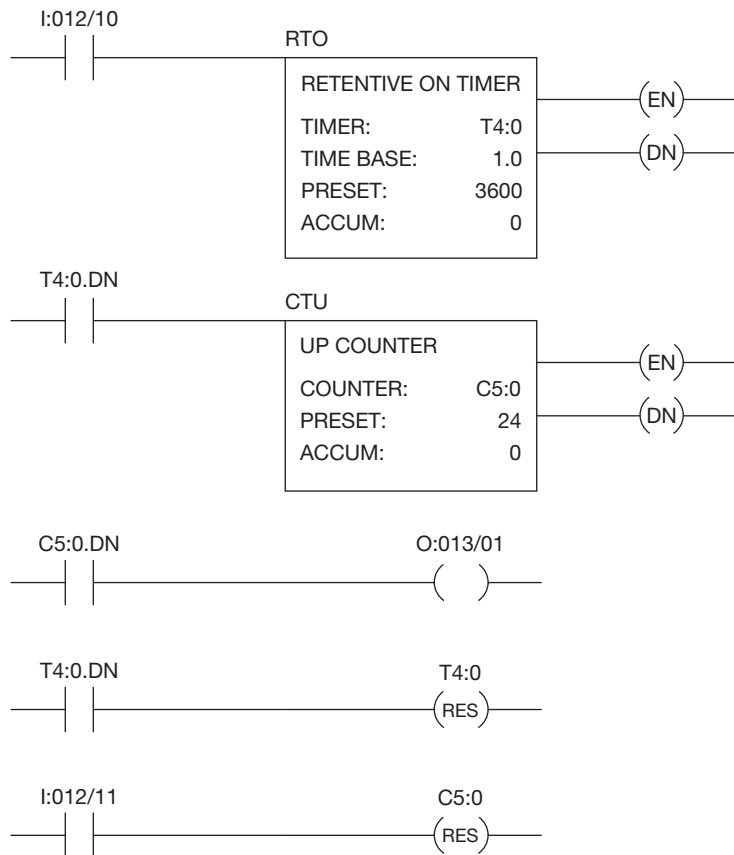 I:012/10
RTO
RETENTIVE ON TIMER
TIMER: T4:0
TIME BASE: 1.0
PRESET: 3600
ACCUM: 0
EN
DN
T4:0.DN
CTU
UP COUNTER
COUNTER: C5:0
PRESET: 24
ACCUM: 0
EN
DN
C5:0.DN O:013/01
T4:0.DN T4:0
RES
I:012/11 C5:0
RES